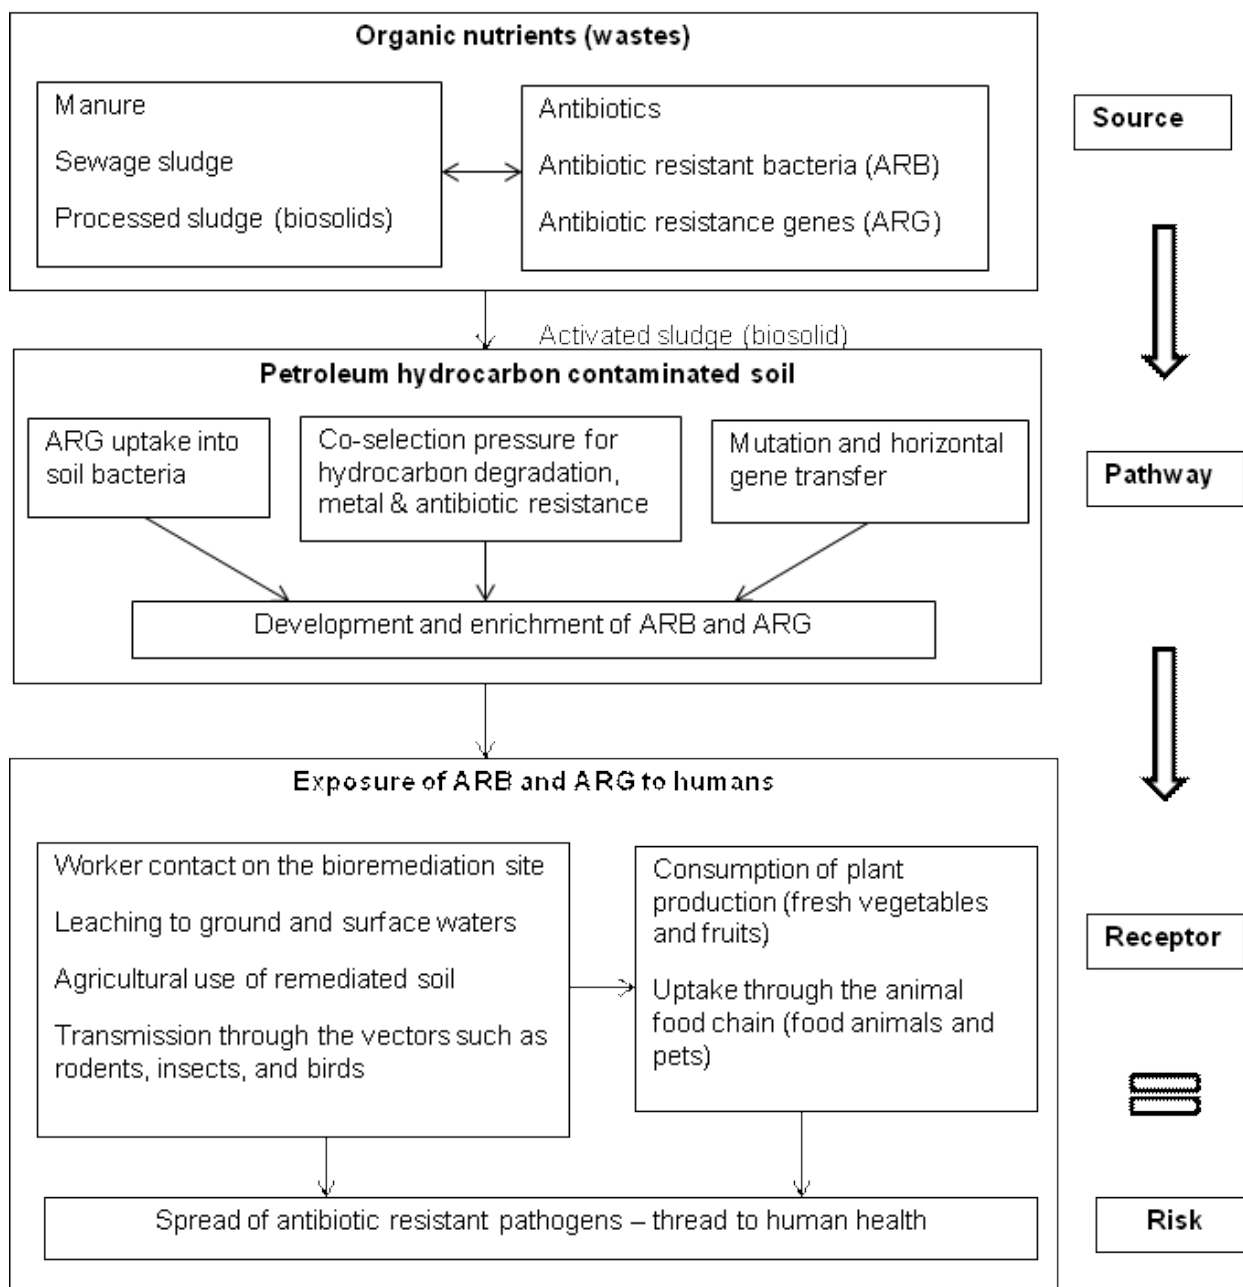 Organic nutrients (wastes)
Manure
Sewage sludge
Processed sludge (biosolids)
Antibiotics
Antibiotic resistant bacteria (ARB)
Antibiotic resistance genes (ARG)
Source
Activated sludge (biosolid)
Petroleum hydrocarbon contaminated soil
ARG uptake into
soil bacteria
Co-selection pressure for
hydrocarbon degradation,
metal & antibiotic resistance
Mutation and horizontal
gene transfer
Pathway
Development and enrichment of ARB and ARG
Exposure of ARB and ARG to humans
Worker contact on the bioremediation site
Leaching to ground and surface waters
Agricultural use of remediated soil
Transmission through the vectors such as
rodents, insects, and birds
Consumption of plant
production (fresh vegetables
and fruits)
Uptake through the animal
food chain (food animals and
pets)
Receptor
Spread of antibiotic resistant pathogens – thread to human health
Risk